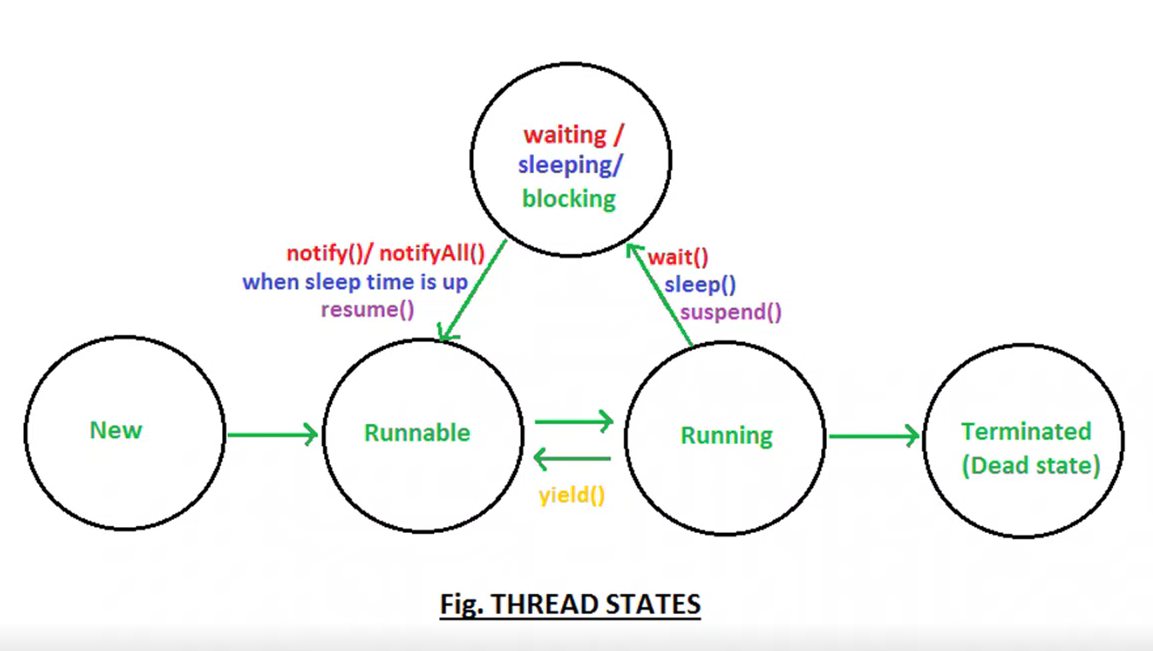 waiting /
sleeping/
blocking
notify()/ notifyAll()
when sleep time is up
resume()
wait()
sleep()
suspend()
New
Runnable
Running
Terminated
(Dead state)
yield()
Fig. THREAD STATES